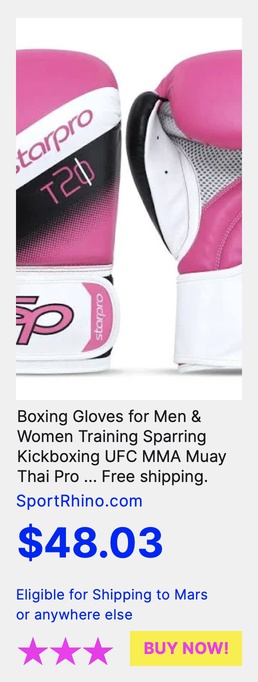 starpro
T20
sp
starpro
Boxing Gloves for Men &
Women Training Sparring
Kickboxing UFC MMA Muay
Thai Pro ... Free shipping.
SportRhino.com
$48.03
Eligible for Shipping to Mars
or anywhere else
BUY NOW!